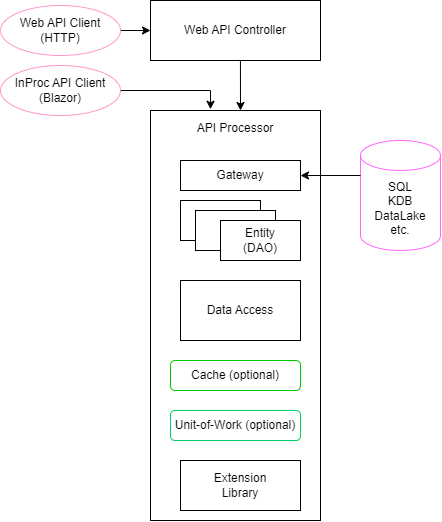 Web API Client
(HTTP)
Web API Controller
InProc API Client
(Blazor)
API Processor
Gateway
SQL
KDB
DataLake
etc.
Entity
(DAO)
Data Access
Cache (optional)
Unit-of-Work (optional)
Extension
Library